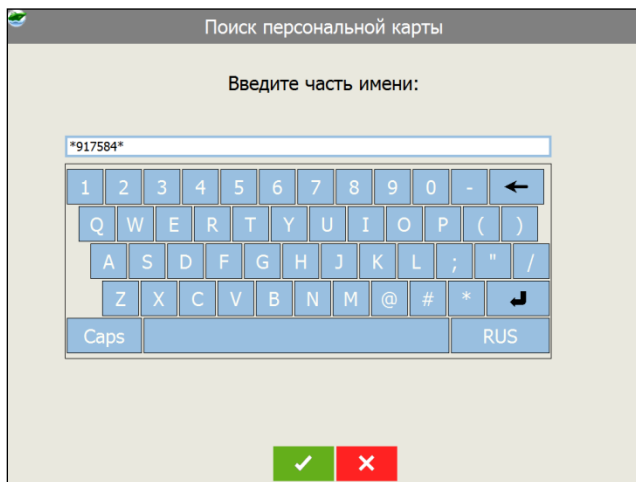 Поиск персональной карты
Введите часть имени:
*917584*
1 2 3 4 5 6 7 8 9 0 -
Q W E R T Y U I O P ( )
A S D F G H J K L ; " /
Z X C V B N M @ # *
Caps RUS